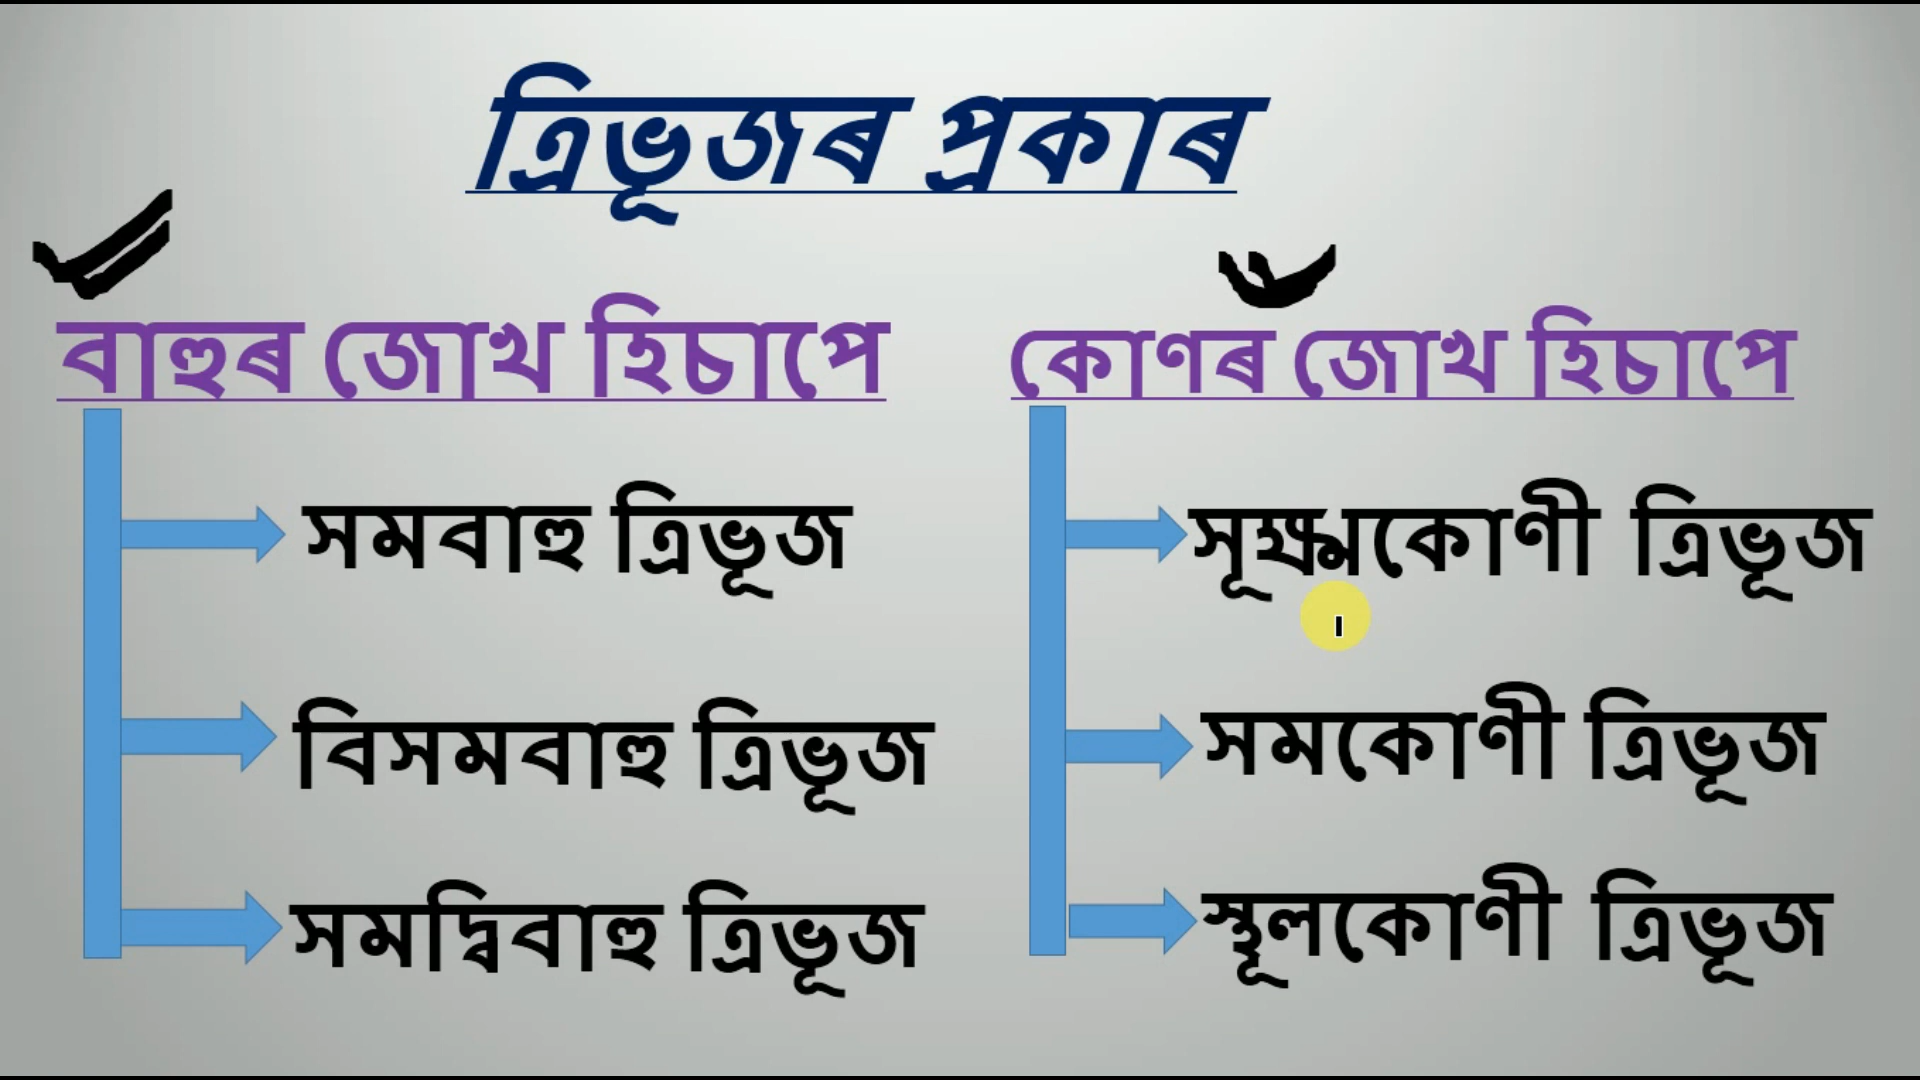 ত্ৰিভূজৰ প্ৰকাৰ
বাহুৰ জোখ হিচাপে
সমবাহু ত্ৰিভূজ
বিসমবাহু ত্ৰিভূজ
সমদ্বিবাহু ত্ৰিভূজ
কোণৰ জোখ হিচাপে
সূক্ষ্মকোণী ত্ৰিভূজ
সমকোণী ত্ৰিভূজ
স্থূলকোণী ত্ৰিভূজ